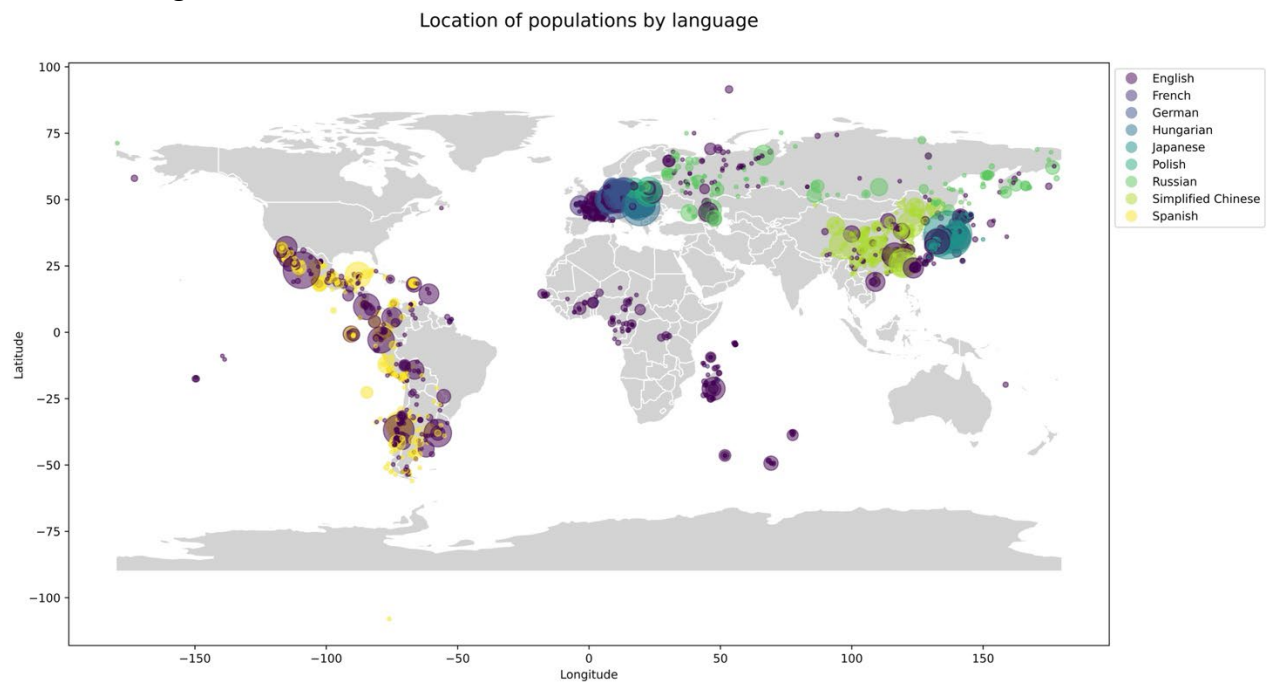 Location of populations by language
100
75
50
25
0
−25
−50
−75
−100
Latitude
−150
−100
−50
0
50
100
150
Longitude
English
French
German
Hungarian
Japanese
Polish
Russian
Simplified Chinese
Spanish